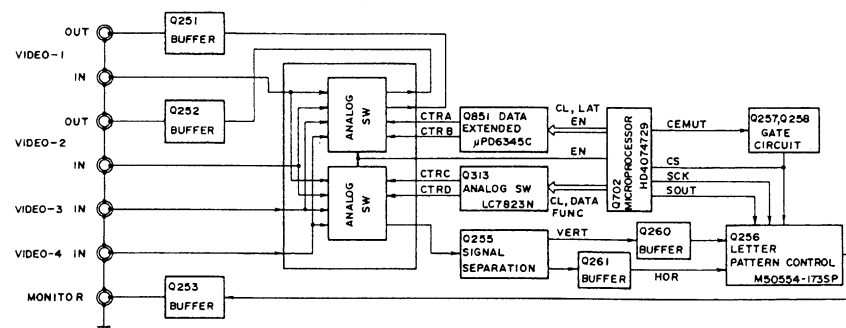 OUT
VIDEO-1
IN
OUT
VIDEO-2
IN
VIDEO-3 IN
VIDEO-4 IN
MONITOR
Q251
BUFFER
Q252
BUFFER
Q253
BUFFER
ANALOG
SW
ANALOG
SW
CTRA
CTRB
CTRC
CTRD
Q851 DATA
EXTENDED
μPD6345C
Q313
ANALOG SW
LC7823N
CL, LAT
EN
EN
CL, DATA
FUNC
Q702
MICROPROCESSOR
HD4074729
CEMUT
CS
SCK
SOUT
Q257,Q258
GATE
CIRCUIT
Q255
SIGNAL
SEPARATION
VERT
Q260
BUFFER
Q261
BUFFER
HOR
Q256
LETTER
PATTERN CONTROL
M50554-173SP